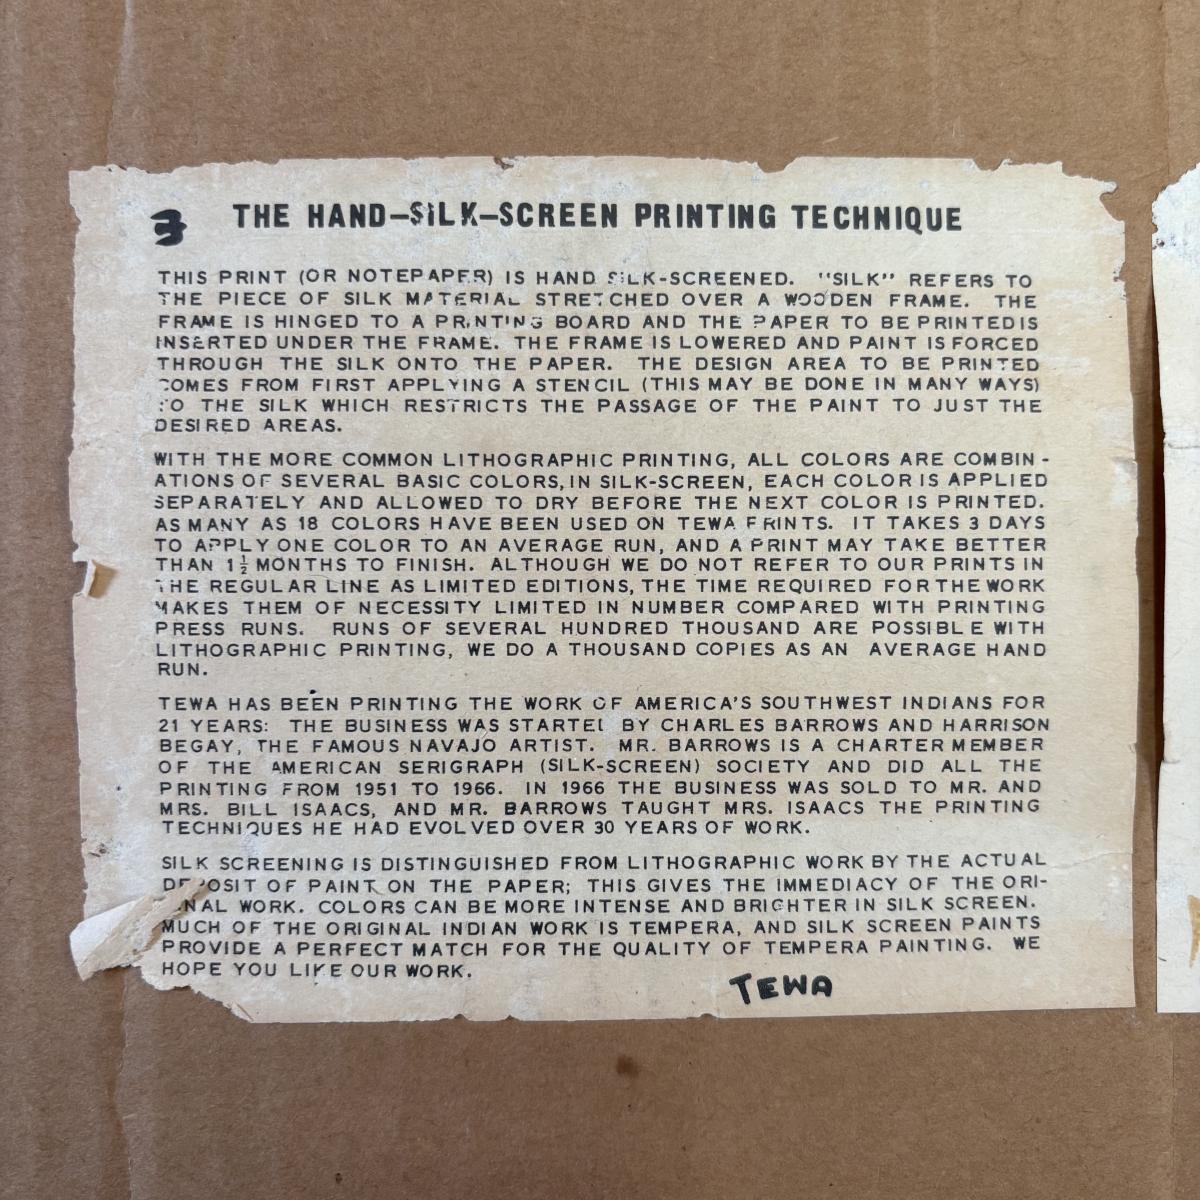 3 THE HAND-SILK-SCREEN PRINTING TECHNIQUE
THIS PRINT (OR NOTEPAPER) IS HAND SILK-SCREENED. "SILK" REFERS TO
THE PIECE OF SILK MATERIAL STRETCHED OVER A WOODEN FRAME. THE
FRAME IS HINGED TO A PRINTING BOARD AND THE PAPER TO BE PRINTED IS
INSERTED UNDER THE FRAME. THE FRAME IS LOWERED AND PAINT IS FORCED
THROUGH THE SILK ONTO THE PAPER. THE DESIGN AREA TO BE PRINTED
COMES FROM FIRST APPLYING A STENCIL (THIS MAY BE DONE IN MANY WAYS)
TO THE SILK WHICH RESTRICTS THE PASSAGE OF THE PAINT TO JUST THE
DESIRED AREAS.
WITH THE MORE COMMON LITHOGRAPHIC PRINTING, ALL COLORS ARE COMBIN-
ATIONS OF SEVERAL BASIC COLORS, IN SILK-SCREEN, EACH COLOR IS APPLIED
SEPARATELY AND ALLOWED TO DRY BEFORE THE NEXT COLOR IS PRINTED.
AS MANY AS 18 COLORS HAVE BEEN USED ON TEWA PRINTS. IT TAKES 3 DAYS
TO APPLY ONE COLOR TO AN AVERAGE RUN, AND A PRINT MAY TAKE BETTER
THAN 1½ MONTHS TO FINISH. ALTHOUGH WE DO NOT REFER TO OUR PRINTS IN
THE REGULAR LINE AS LIMITED EDITIONS, THE TIME REQUIRED FOR THE WORK
MAKES THEM OF NECESSITY LIMITED IN NUMBER COMPARED WITH PRINTING
PRESS RUNS. RUNS OF SEVERAL HUNDRED THOUSAND ARE POSSIBLE WITH
LITHOGRAPHIC PRINTING, WE DO A THOUSAND COPIES AS AN AVERAGE HAND
RUN.
TEWA HAS BEEN PRINTING THE WORK OF AMERICA'S SOUTHWEST INDIANS FOR
21 YEARS: THE BUSINESS WAS STARTED BY CHARLES BARROWS AND HARRISON
BEGAY, THE FAMOUS NAVAJO ARTIST. MR. BARROWS IS A CHARTER MEMBER
OF THE AMERICAN SERIGRAPH (SILK-SCREEN) SOCIETY AND DID ALL THE
PRINTING FROM 1951 TO 1966. IN 1966 THE BUSINESS WAS SOLD TO MR. AND
MRS. BILL ISAACS, AND MR. BARROWS TAUGHT MRS. ISAACS THE PRINTING
TECHNIQUES HE HAD EVOLVED OVER 30 YEARS OF WORK.
SILK SCREENING IS DISTINGUISHED FROM LITHOGRAPHIC WORK BY THE ACTUAL
DEPOSIT OF PAINT ON THE PAPER; THIS GIVES THE IMMEDIACY OF THE ORI-
GINAL WORK. COLORS CAN BE MORE INTENSE AND BRIGHTER IN SILK SCREEN.
MUCH OF THE ORIGINAL INDIAN WORK IS TEMPERA, AND SILK SCREEN PAINTS
PROVIDE A PERFECT MATCH FOR THE QUALITY OF TEMPERA PAINTING. WE
HOPE YOU LIKE OUR WORK.
TEWA